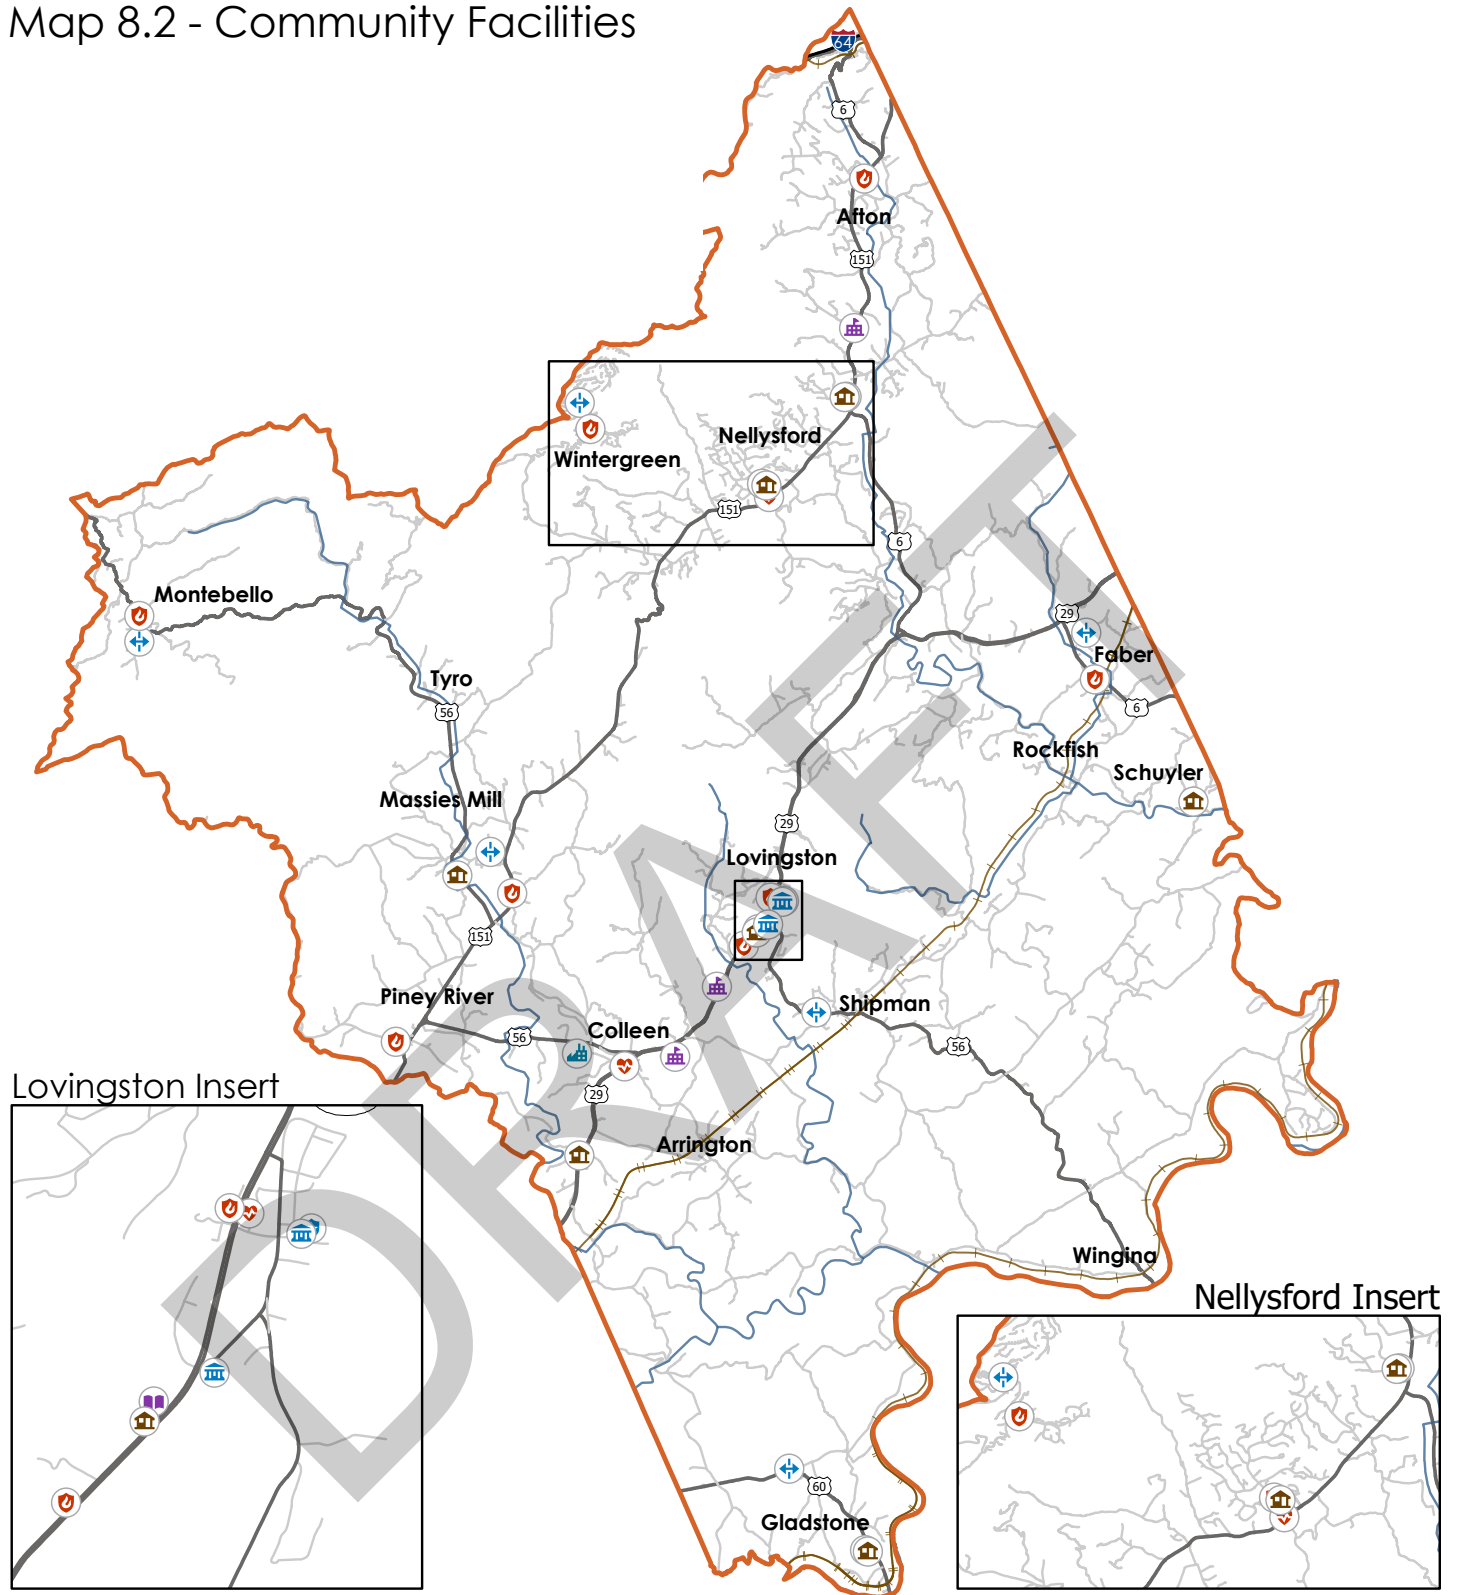 Map 8.2 - Community Facilities
64
6
Afton
151
Nellysford
Wintergreen
151
6
Montebello
29
Faber
Tyro
56
6
Rockfish
Schuyler
Massies Mill
29
Lovingston
151
Piney River
Shipman
Colleen
56
56
Lovingston Insert
29
Arrington
Wingina
Nellysford Insert
60
Gladstone
DRAFT